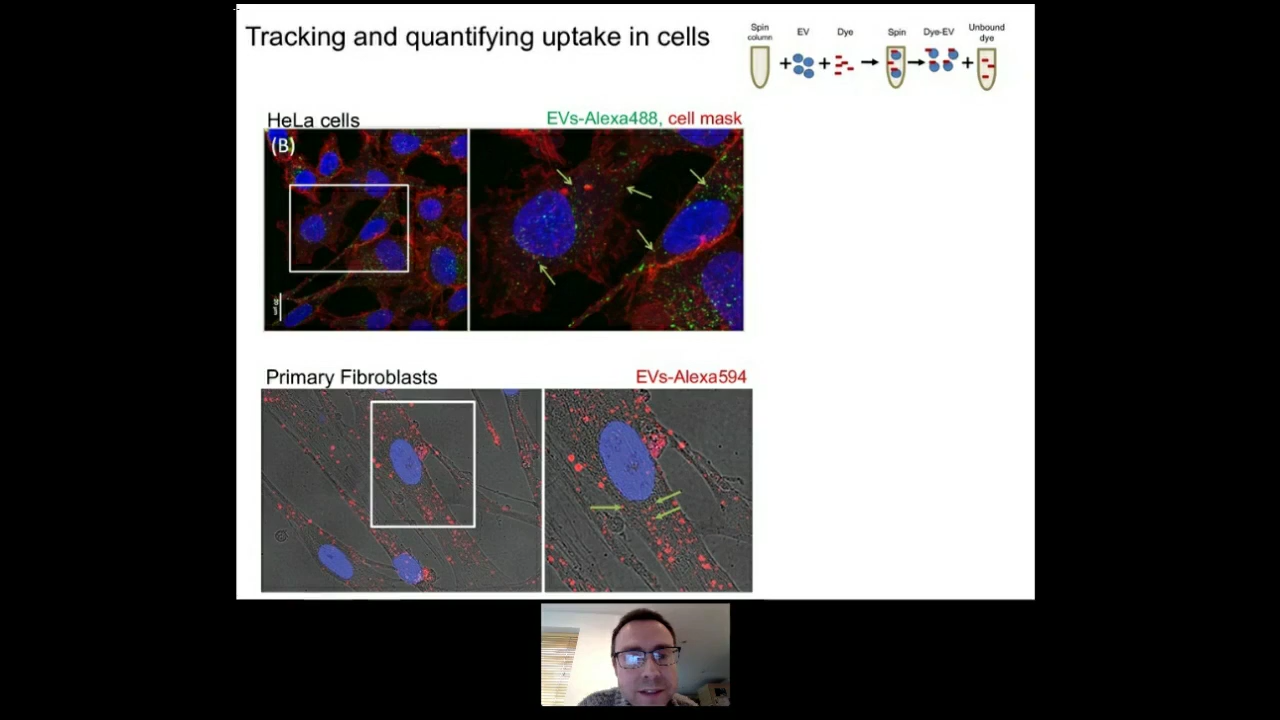 Tracking and quantifying uptake in cells
Spin column
EV
Dye
Spin
Dye-EV
Unbound dye
HeLa cells
EVs-Alexa488, cell mask
(B)
Primary Fibroblasts
EVs-Alexa594